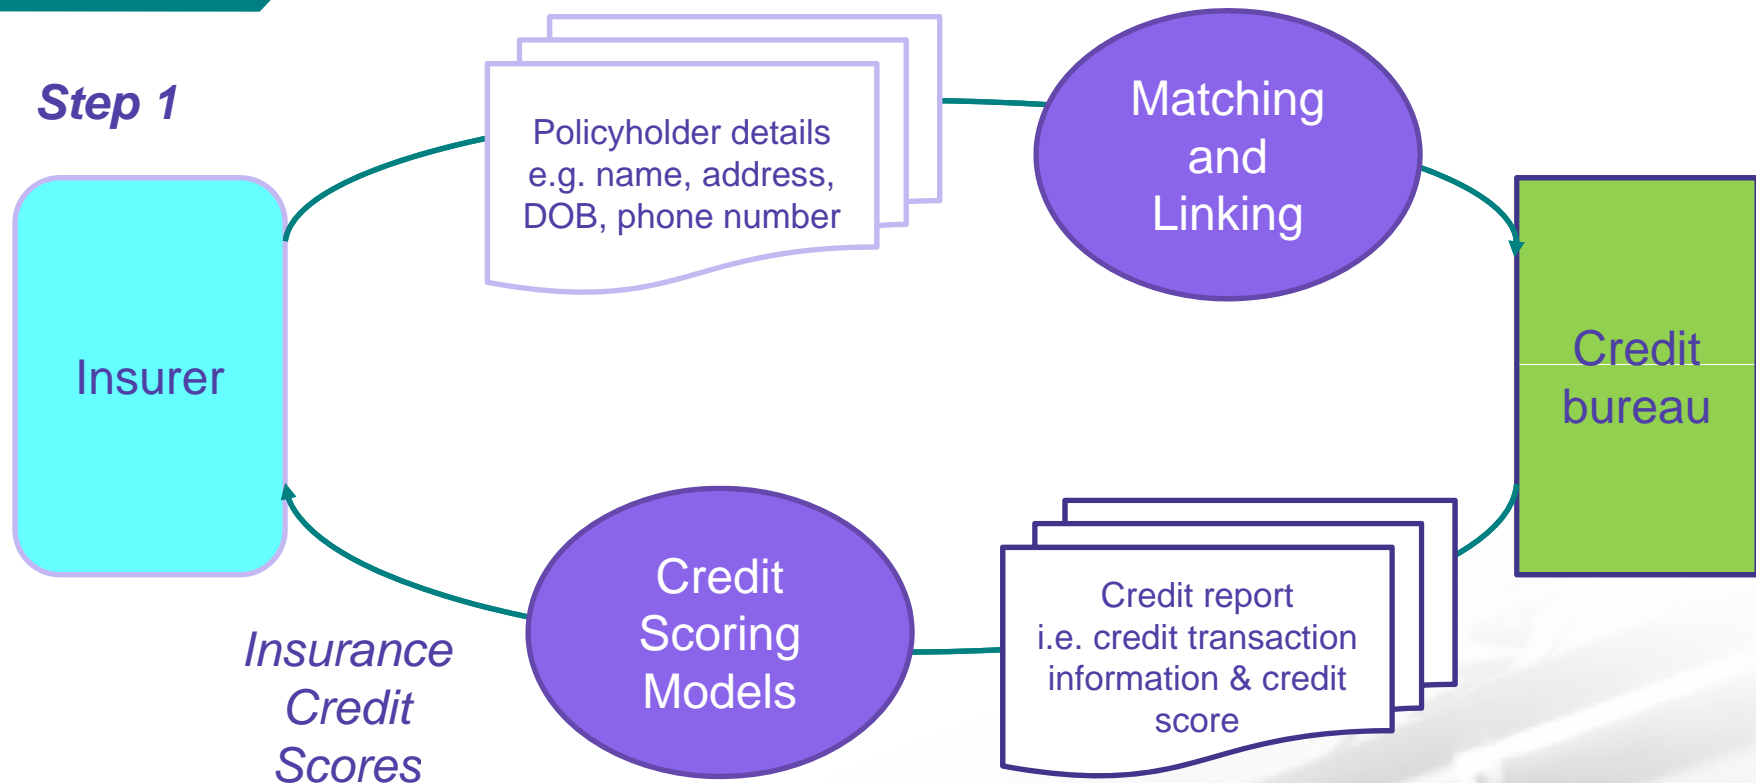 Step 1
Policyholder details
e.g. name, address,
DOB, phone number
Matching
and
Linking
Insurer
Credit
bureau
Credit
Scoring
Models
Credit report
i.e. credit transaction
information & credit
score
Insurance
Credit
Scores